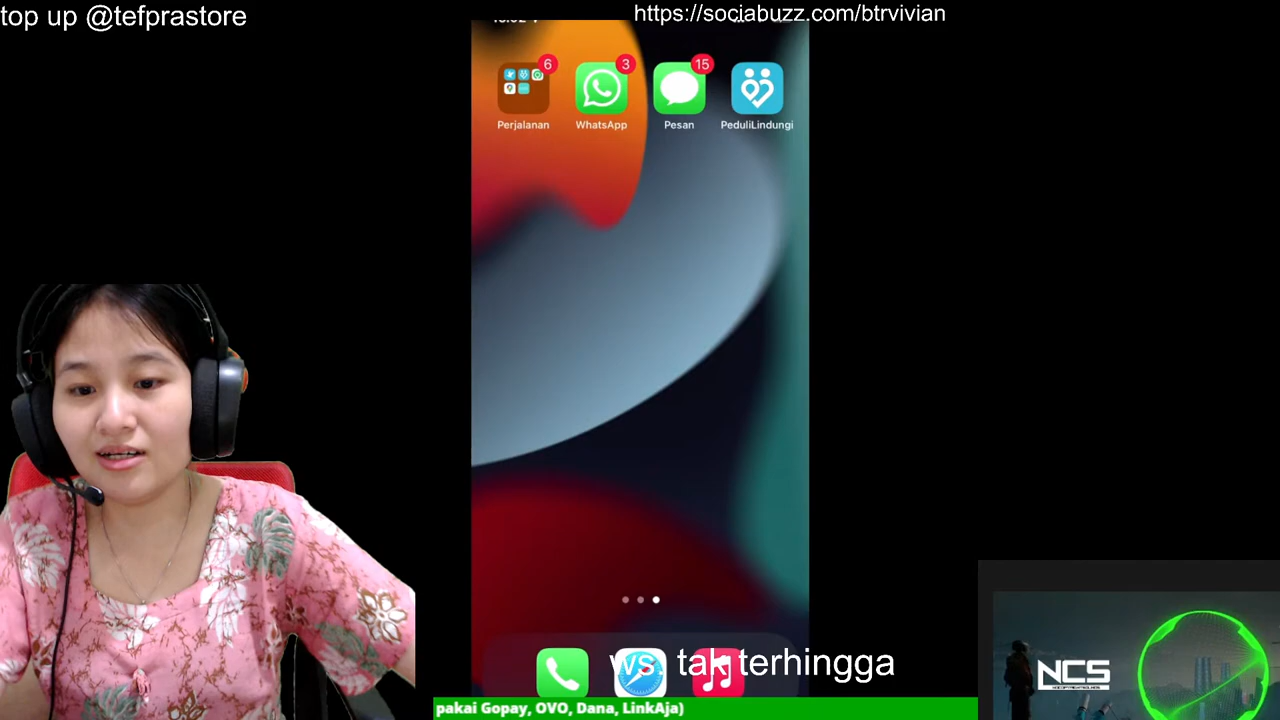 top up @tefprastore
https://sociabuzz.com/btrvivian
6
3
15
Perjalanan
WhatsApp
Pesan
PeduliLindungi
ws tak terhingga
pakai Gopay, OVO, Dana, LinkAja)
NCS